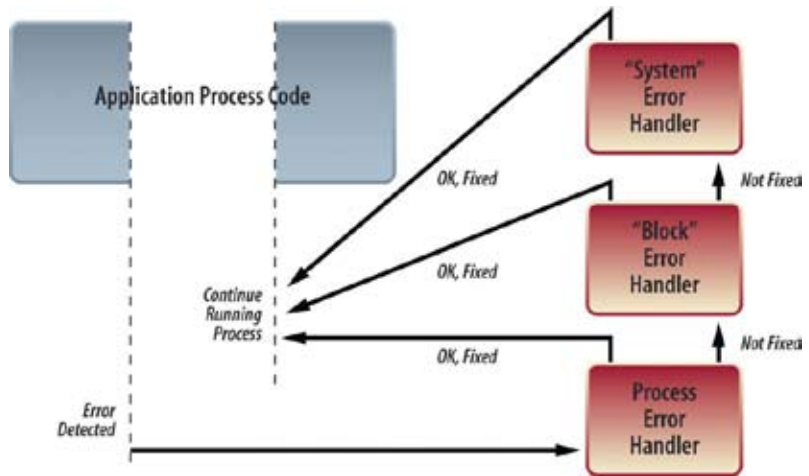 Application Process Code
"System"
Error
Handler
OK, Fixed
Not Fixed
"Block"
Error
Handler
OK, Fixed
Continue
Running
Process
Not Fixed
OK, Fixed
Process
Error
Handler
Error
Detected